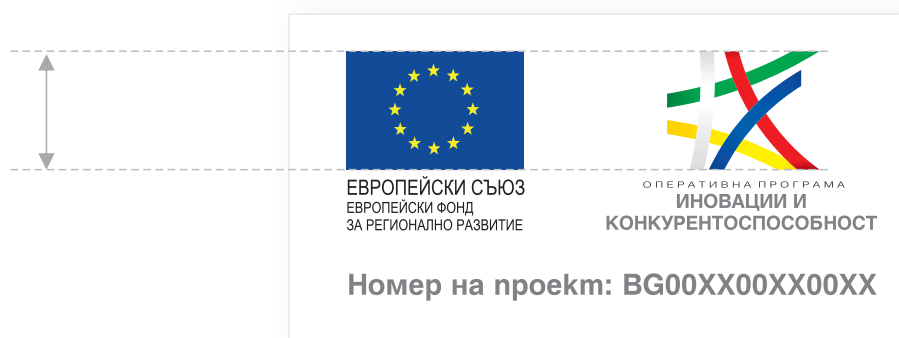 ЕВРОПЕЙСКИ СЪЮЗ
ЕВРОПЕЙСКИ ФОНД
ЗА РЕГИОНАЛНО РАЗВИТИЕ
ОПЕРАТИВНА ПРОГРАМА
ИНОВАЦИИ И
КОНКУРЕНТОСПОСОБНОСТ
Номер на проект: BG00XX00XX00XX